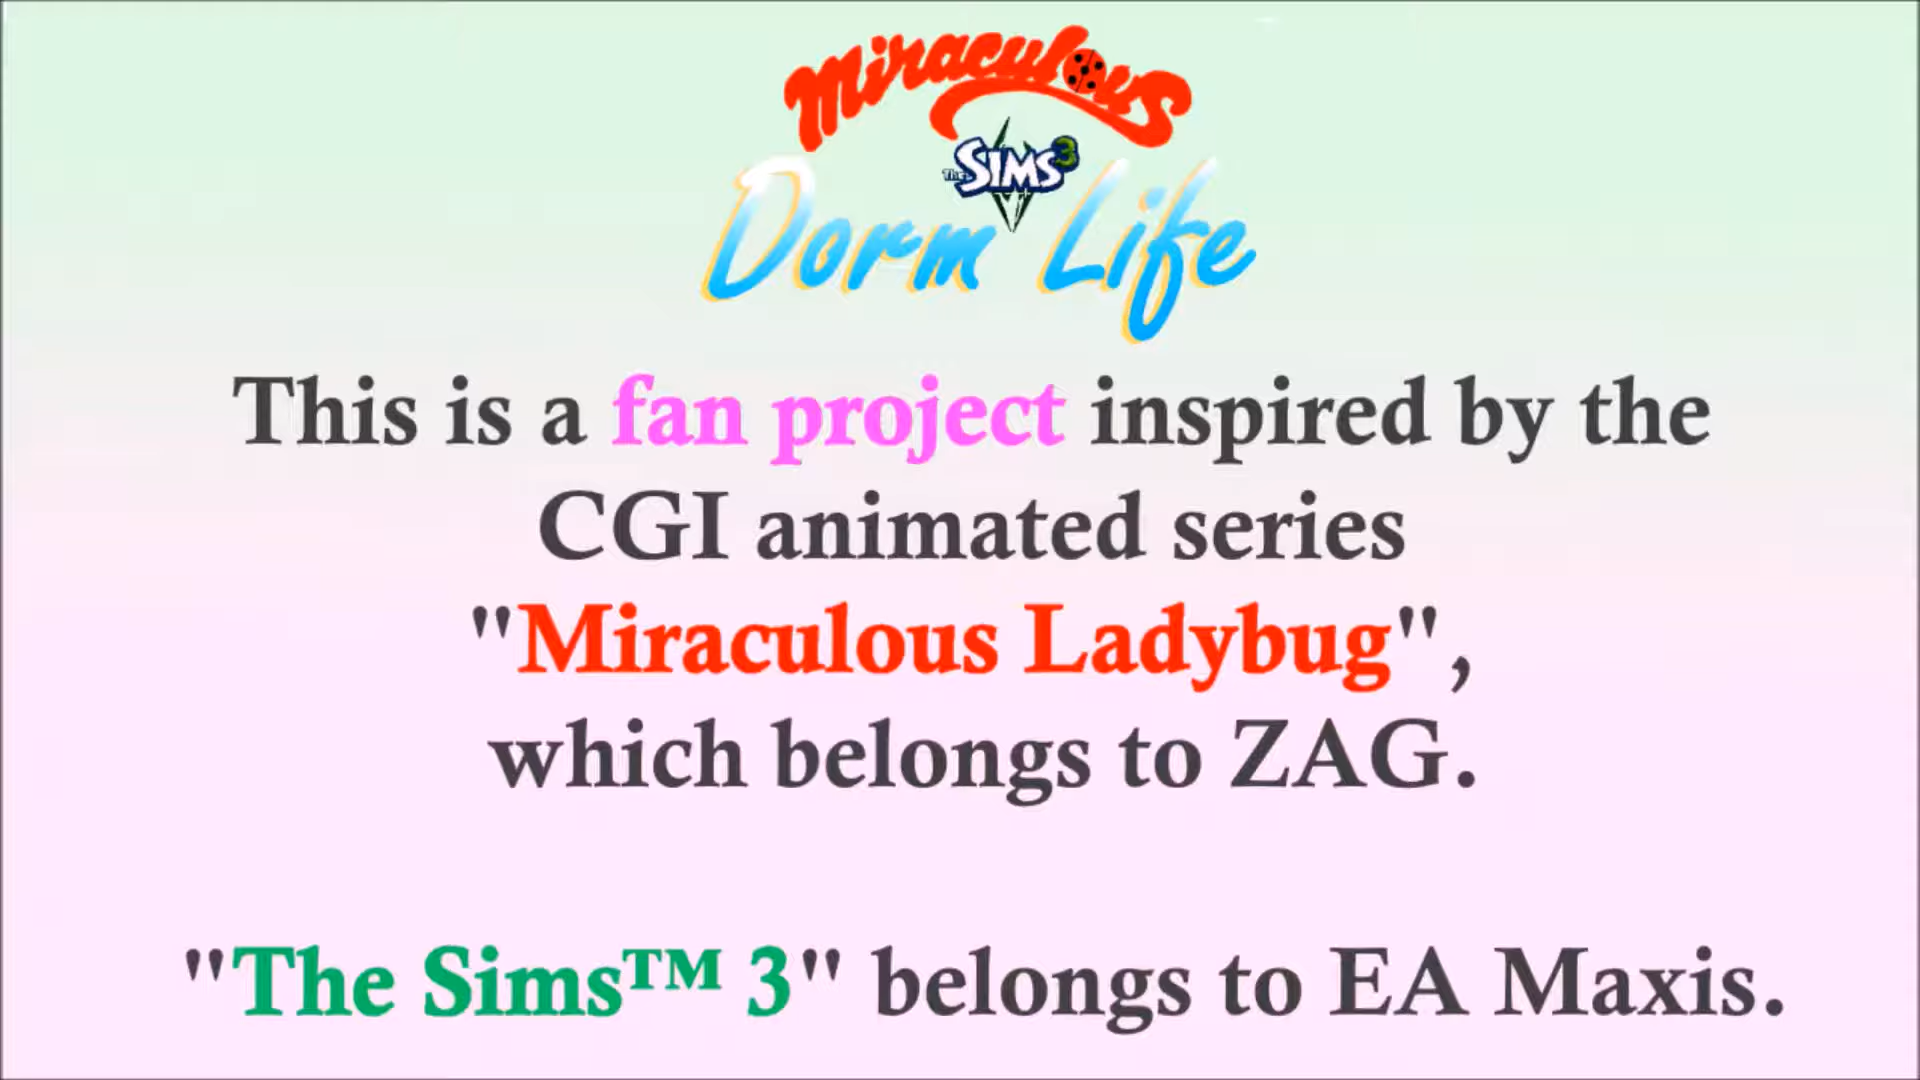 Miraculous
The Sims 3
Dorm Life
This is a fan project inspired by the
CGI animated series
"Miraculous Ladybug",
which belongs to ZAG.
"The Sims™ 3" belongs to EA Maxis.